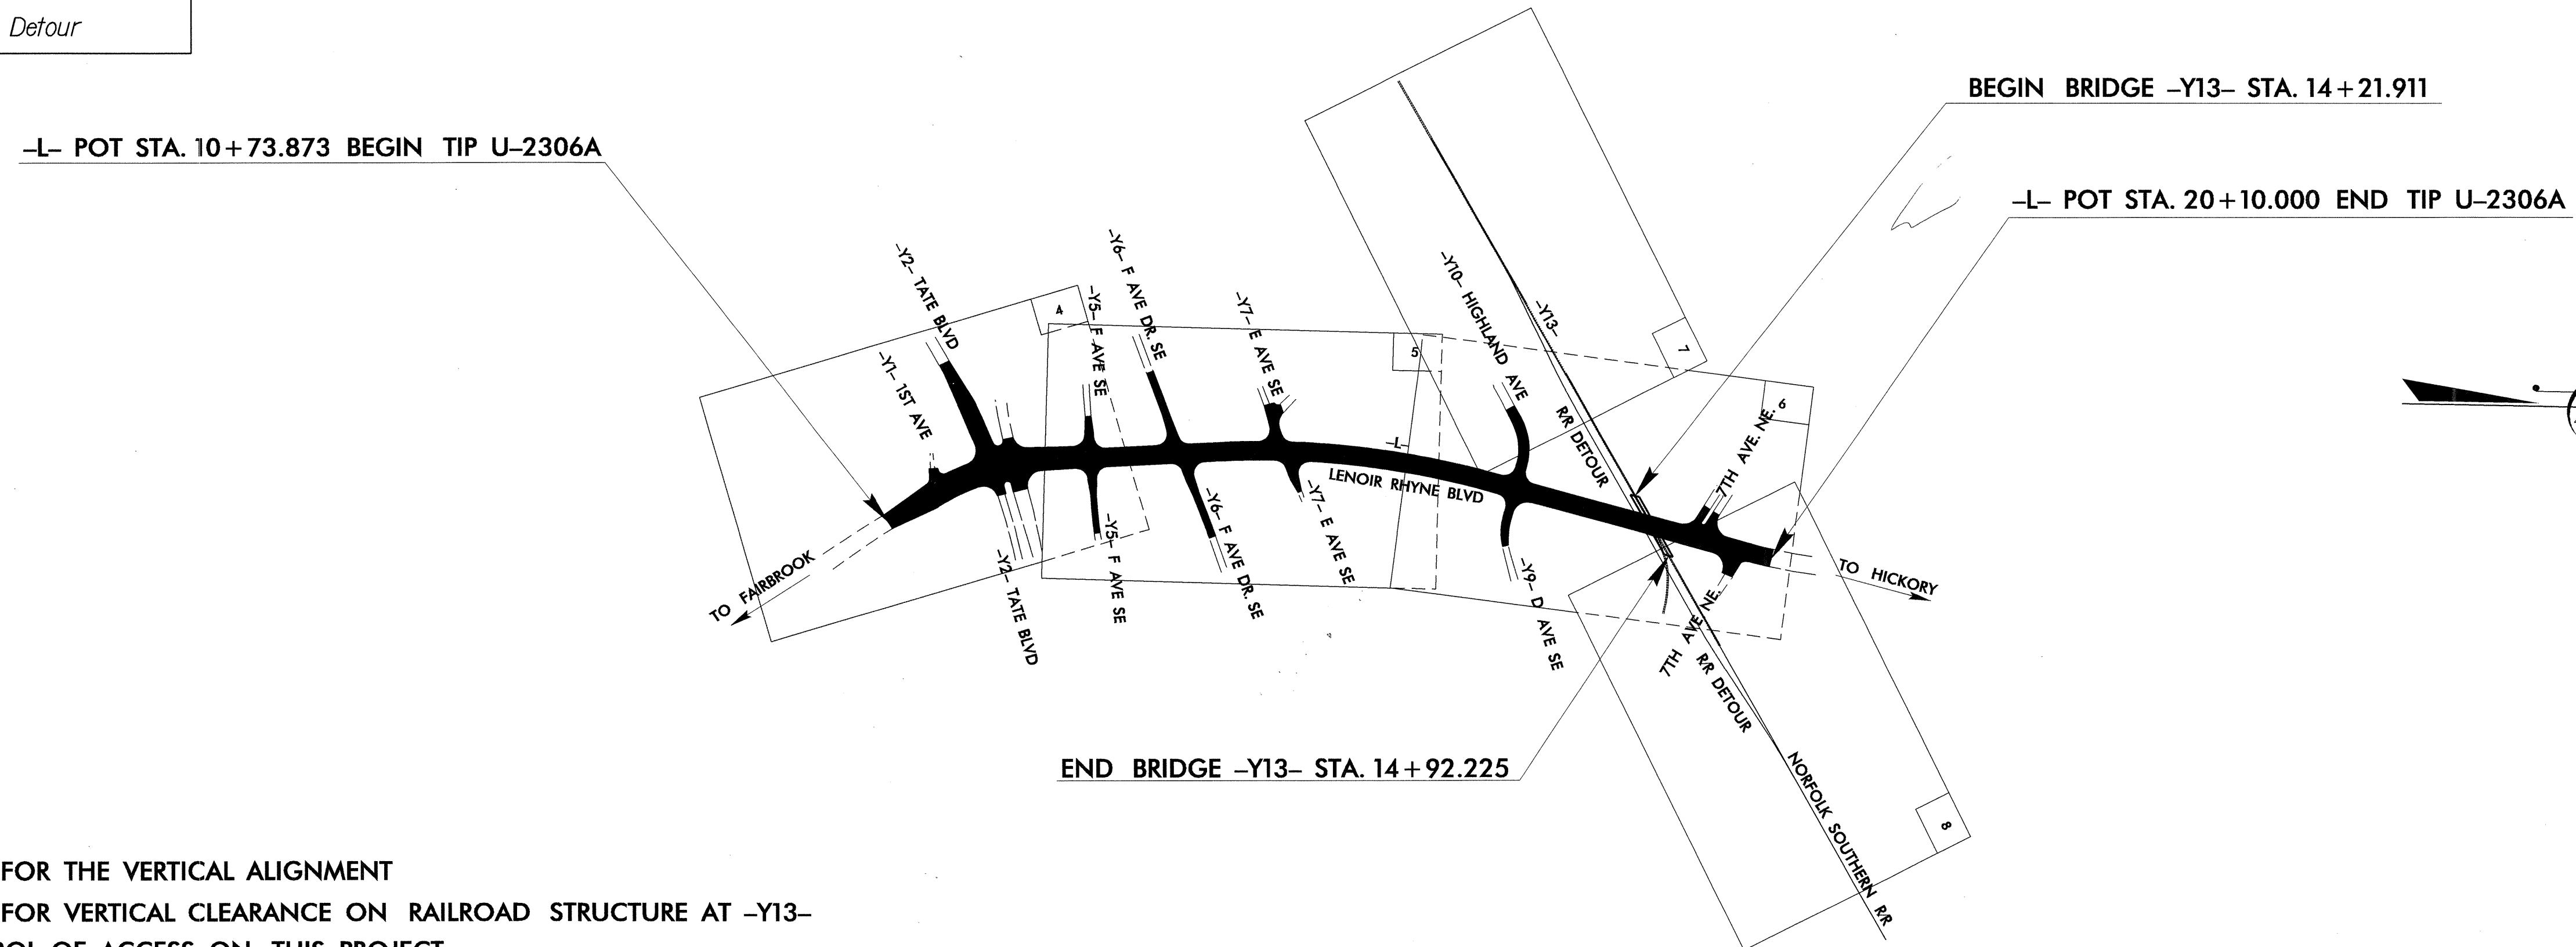 Detour
BEGIN BRIDGE –Y13– STA. 14+21.911
–L– POT STA. 10+73.873 BEGIN TIP U–2306A
–L– POT STA. 20+10.000 END TIP U–2306A
–Y2– TATE BLVD
–Y1– 1ST AVE
4
–Y5– F AVE SE
–Y6– F AVE DR. SE
–Y7– E AVE SE
5
–Y10– HIGHLAND AVE
–Y13–
7
R/R DETOUR
6
7TH AVE. NE.
–L–
LENOIR RHYNE BLVD
TO FAIRBROOK
–Y2– TATE BLVD
–Y5– F AVE SE
–Y6– F AVE DR. SE
–Y7– E AVE SE
–Y9– D AVE SE
7TH AVE NE.
TO HICKORY
R/R DETOUR
END BRIDGE –Y13– STA. 14+92.225
NORFOLK SOUTHERN R/R
8
FOR THE VERTICAL ALIGNMENT
FOR VERTICAL CLEARANCE ON RAILROAD STRUCTURE AT –Y13–
OF ACCESS ON THIS PROJECT